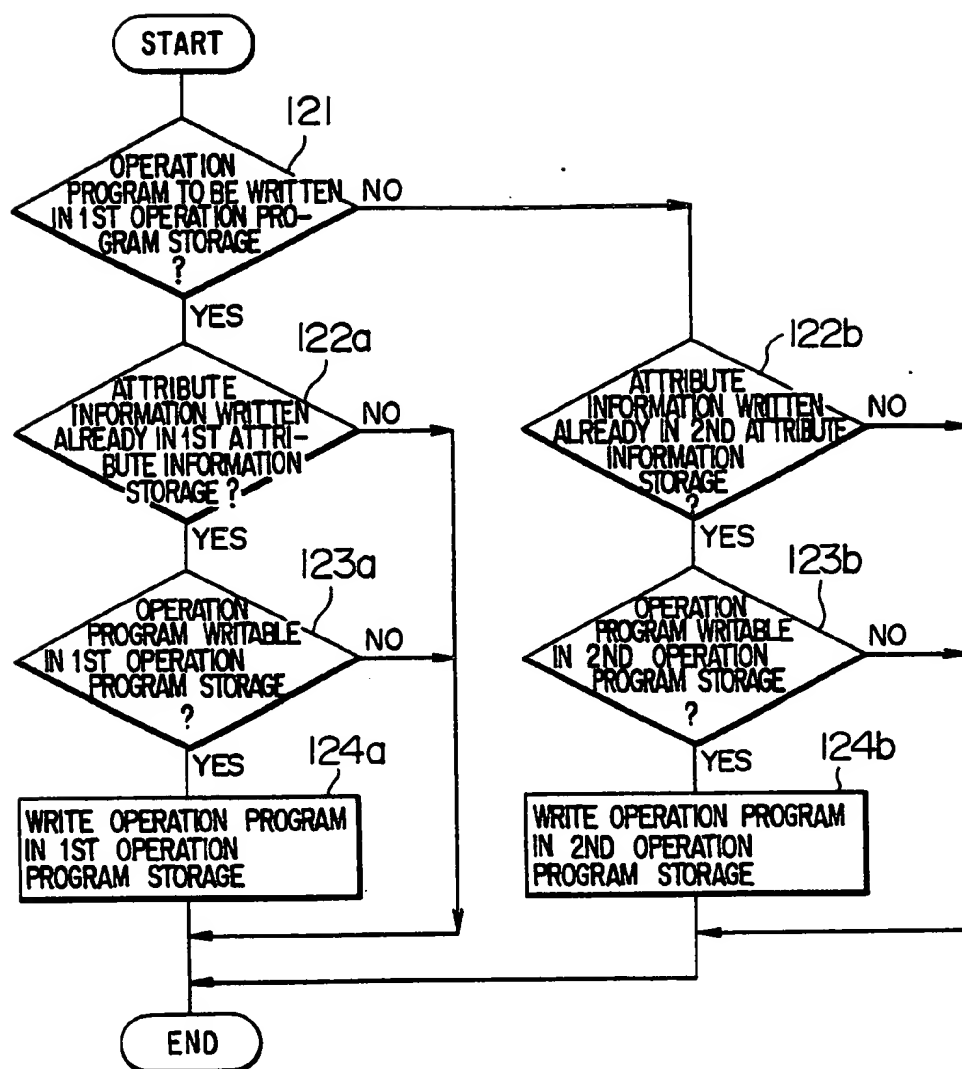 START
121
OPERATION
PROGRAM TO BE WRITTEN
IN 1ST OPERATION PRO-
GRAM STORAGE
?
NO
YES
122a
ATTRIBUTE
INFORMATION WRITTEN
ALREADY IN 1ST ATTRI-
BUTE INFORMATION
STORAGE ?
NO
YES
123a
OPERATION
PROGRAM WRITABLE
IN 1ST OPERATION
PROGRAM STORAGE
?
NO
YES
124a
WRITE OPERATION PROGRAM
IN 1ST OPERATION
PROGRAM STORAGE
122b
ATTRIBUTE
INFORMATION WRITTEN
ALREADY IN 2ND ATTRIBUTE
INFORMATION
STORAGE
?
NO
YES
123b
OPERATION
PROGRAM WRITABLE
IN 2ND OPERATION
PROGRAM STORAGE
?
NO
YES
124b
WRITE OPERATION PROGRAM
IN 2ND OPERATION
PROGRAM STORAGE
END